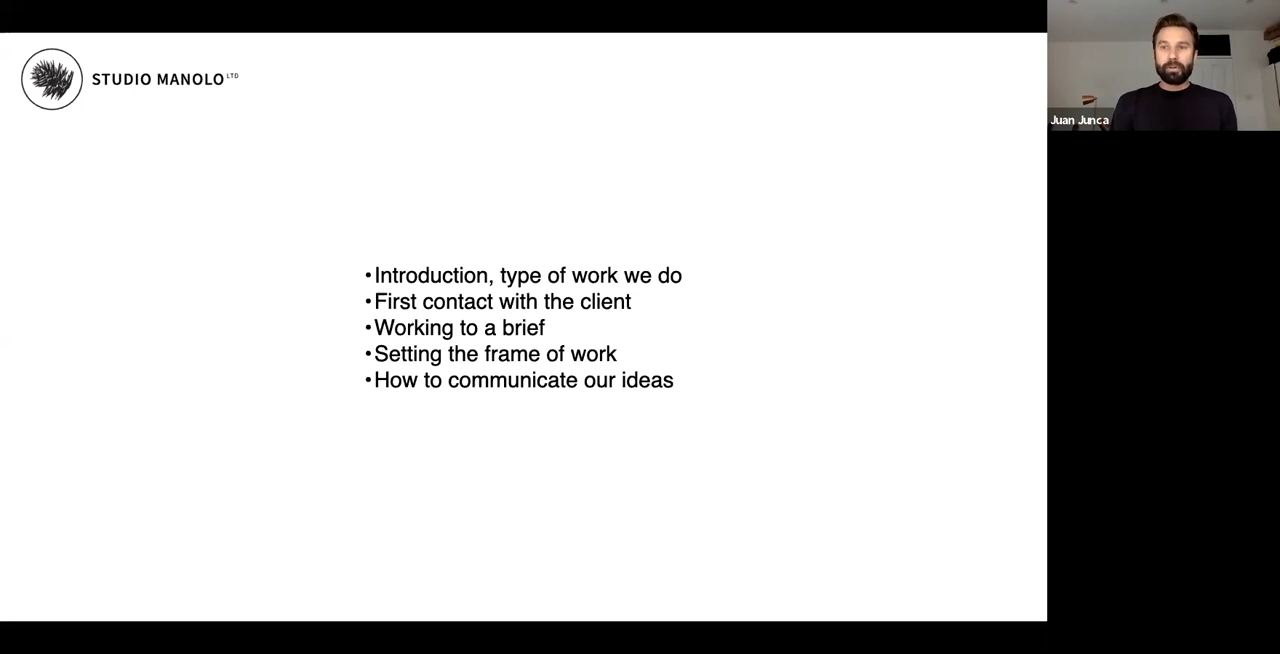 STUDIO MANOLO LTD
•Introduction, type of work we do
•First contact with the client
•Working to a brief
•Setting the frame of work
•How to communicate our ideas
Juan Junca